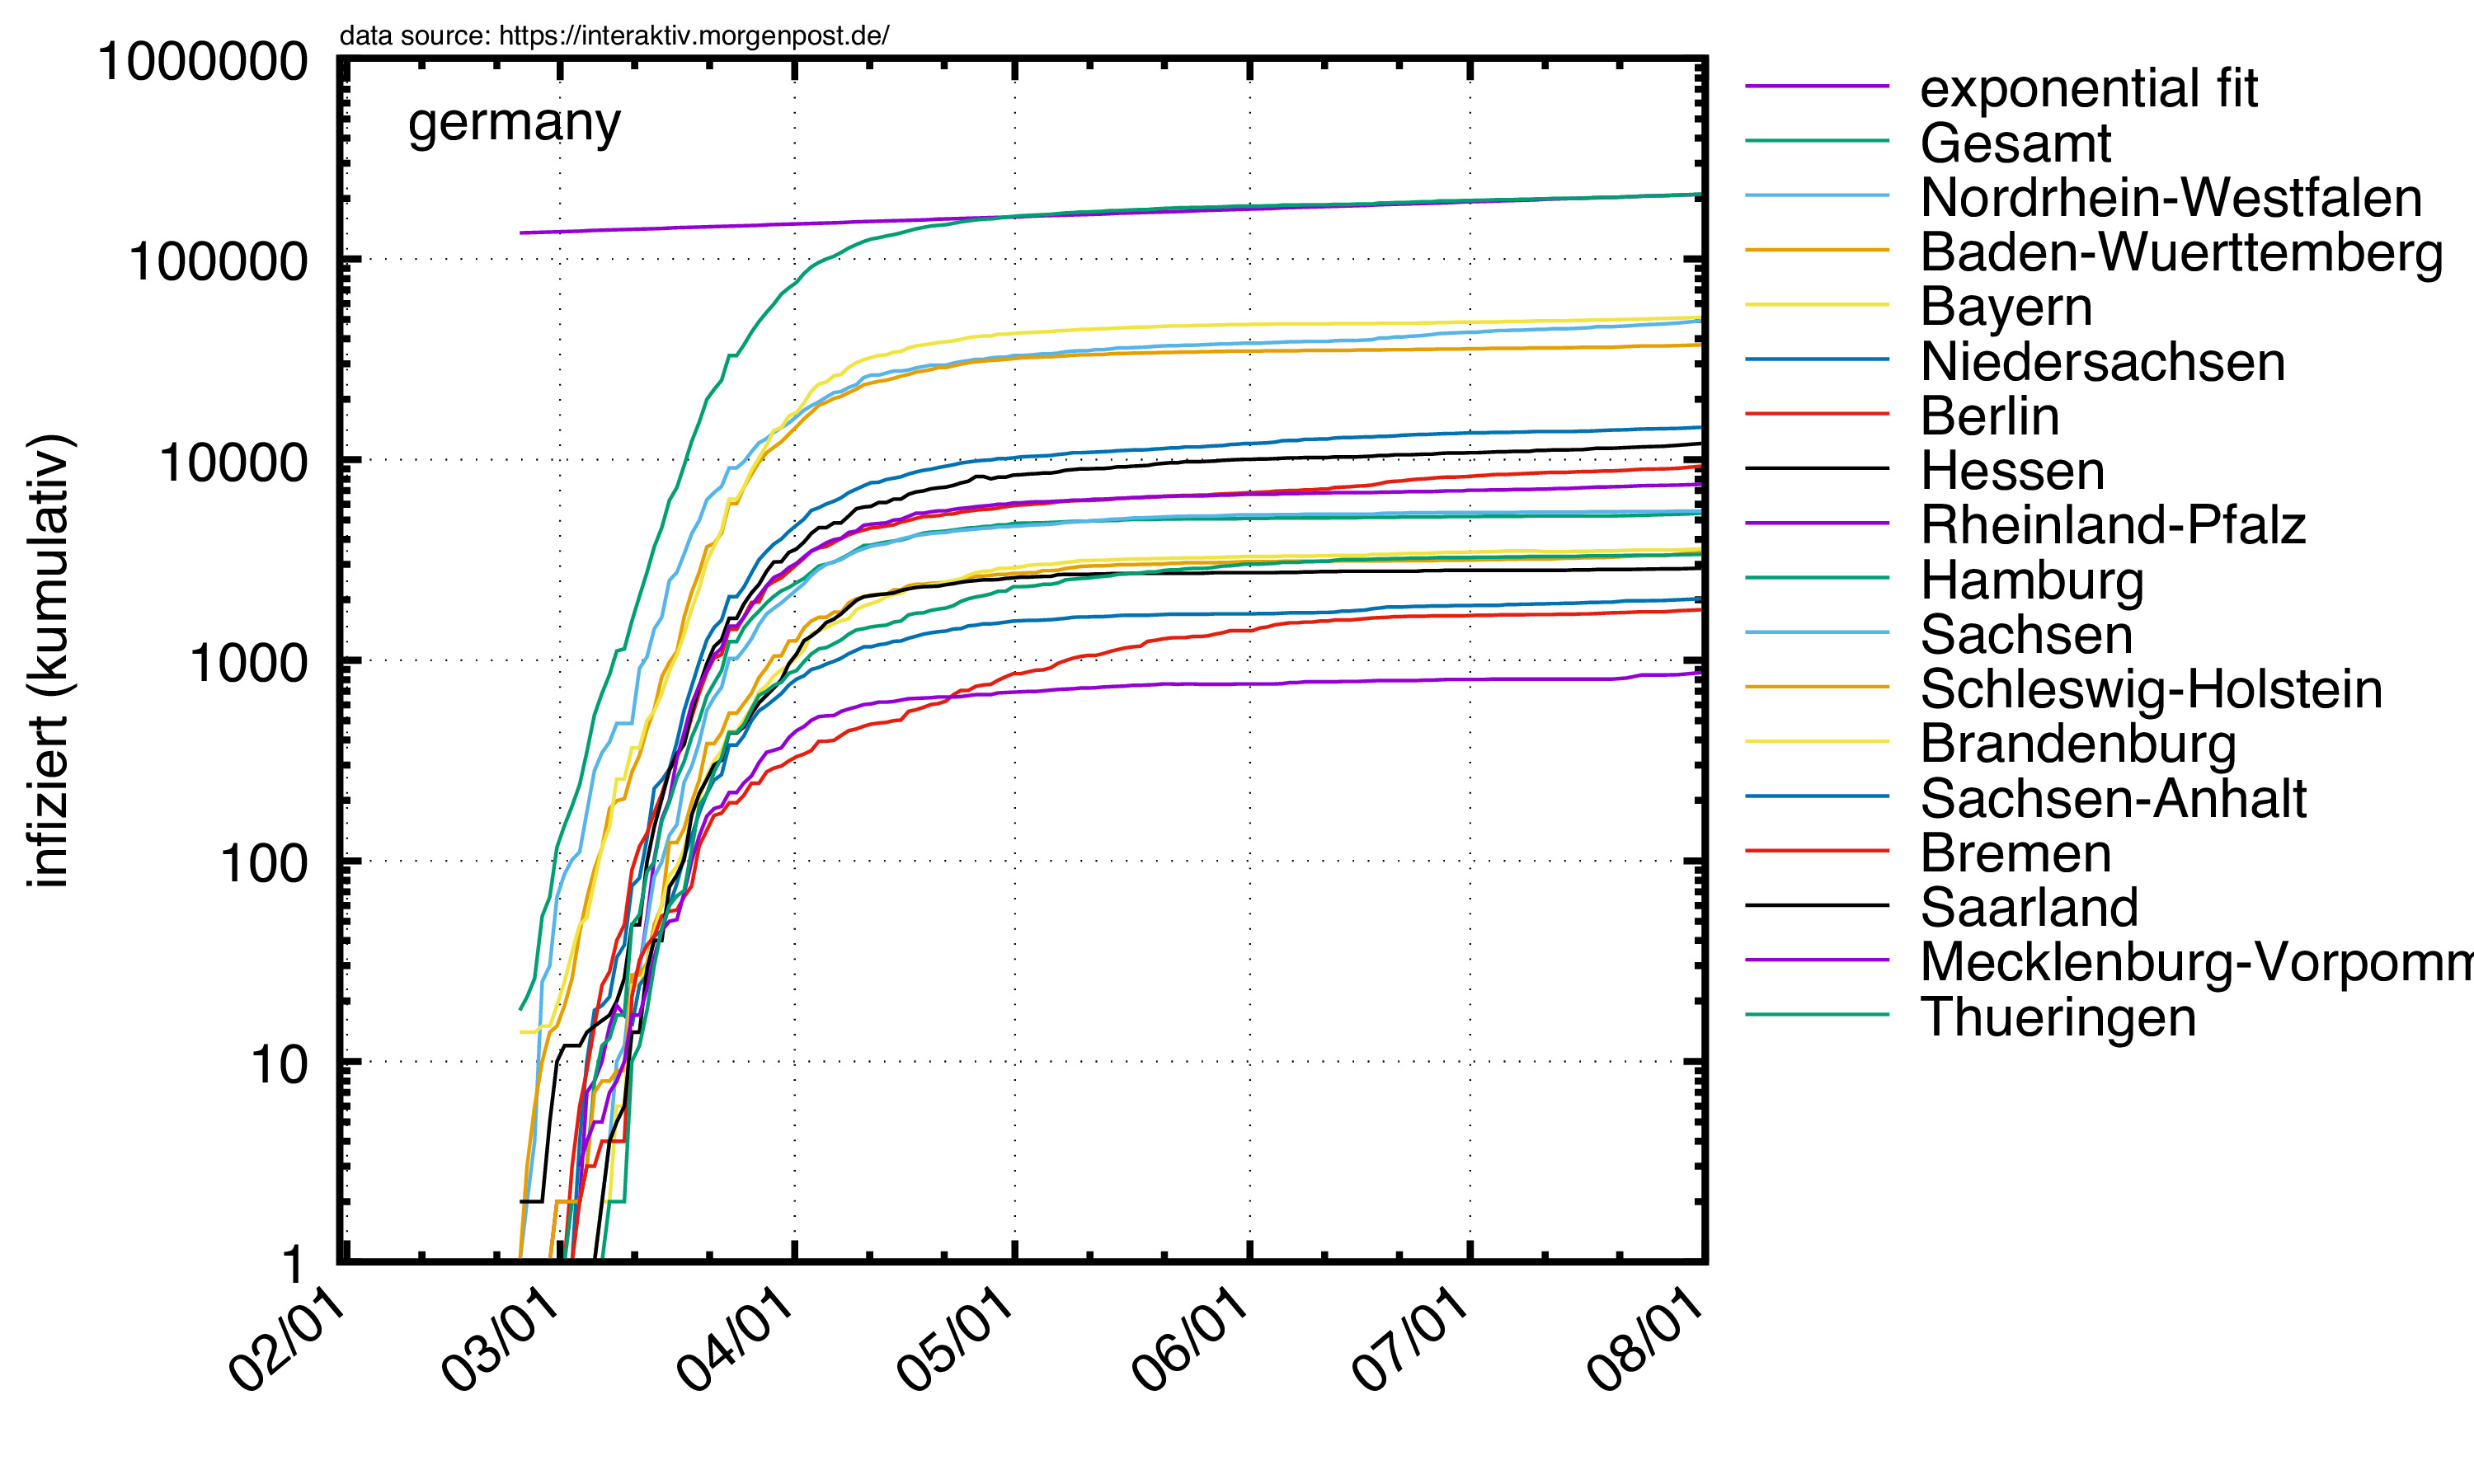 data source: https://interaktiv.morgenpost.de/
germany
infiziert (kumulativ)
1000000
100000
10000
1000
100
10
1
02/01
03/01
04/01
05/01
06/01
07/01
08/01
exponential fit
Gesamt
Nordrhein-Westfalen
Baden-Wuerttemberg
Bayern
Niedersachsen
Berlin
Hessen
Rheinland-Pfalz
Hamburg
Sachsen
Schleswig-Holstein
Brandenburg
Sachsen-Anhalt
Bremen
Saarland
Mecklenburg-Vorpomm
Thueringen